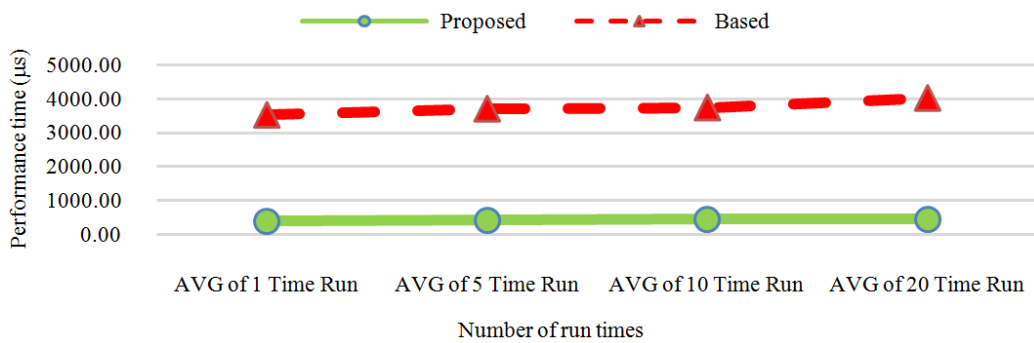 Proposed Based
Performance time (µs)
5000.00
4000.00
3000.00
2000.00
1000.00
0.00
AVG of 1 Time Run AVG of 5 Time Run AVG of 10 Time Run AVG of 20 Time Run
Number of run times